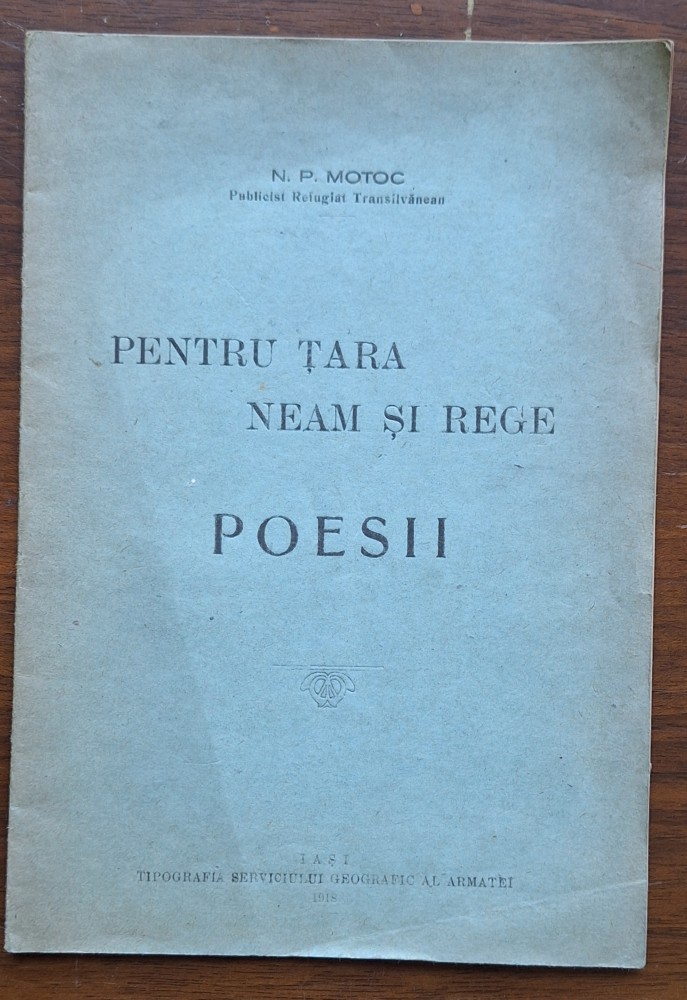 N. P. MOTOC
Publicist Refugiat Transilvănean
PENTRU ȚARA
NEAM ȘI REGE
POESII
IAȘI
TIPOGRAFIA SERVICIULUI GEOGRAFIC AL ARMATEI
1918